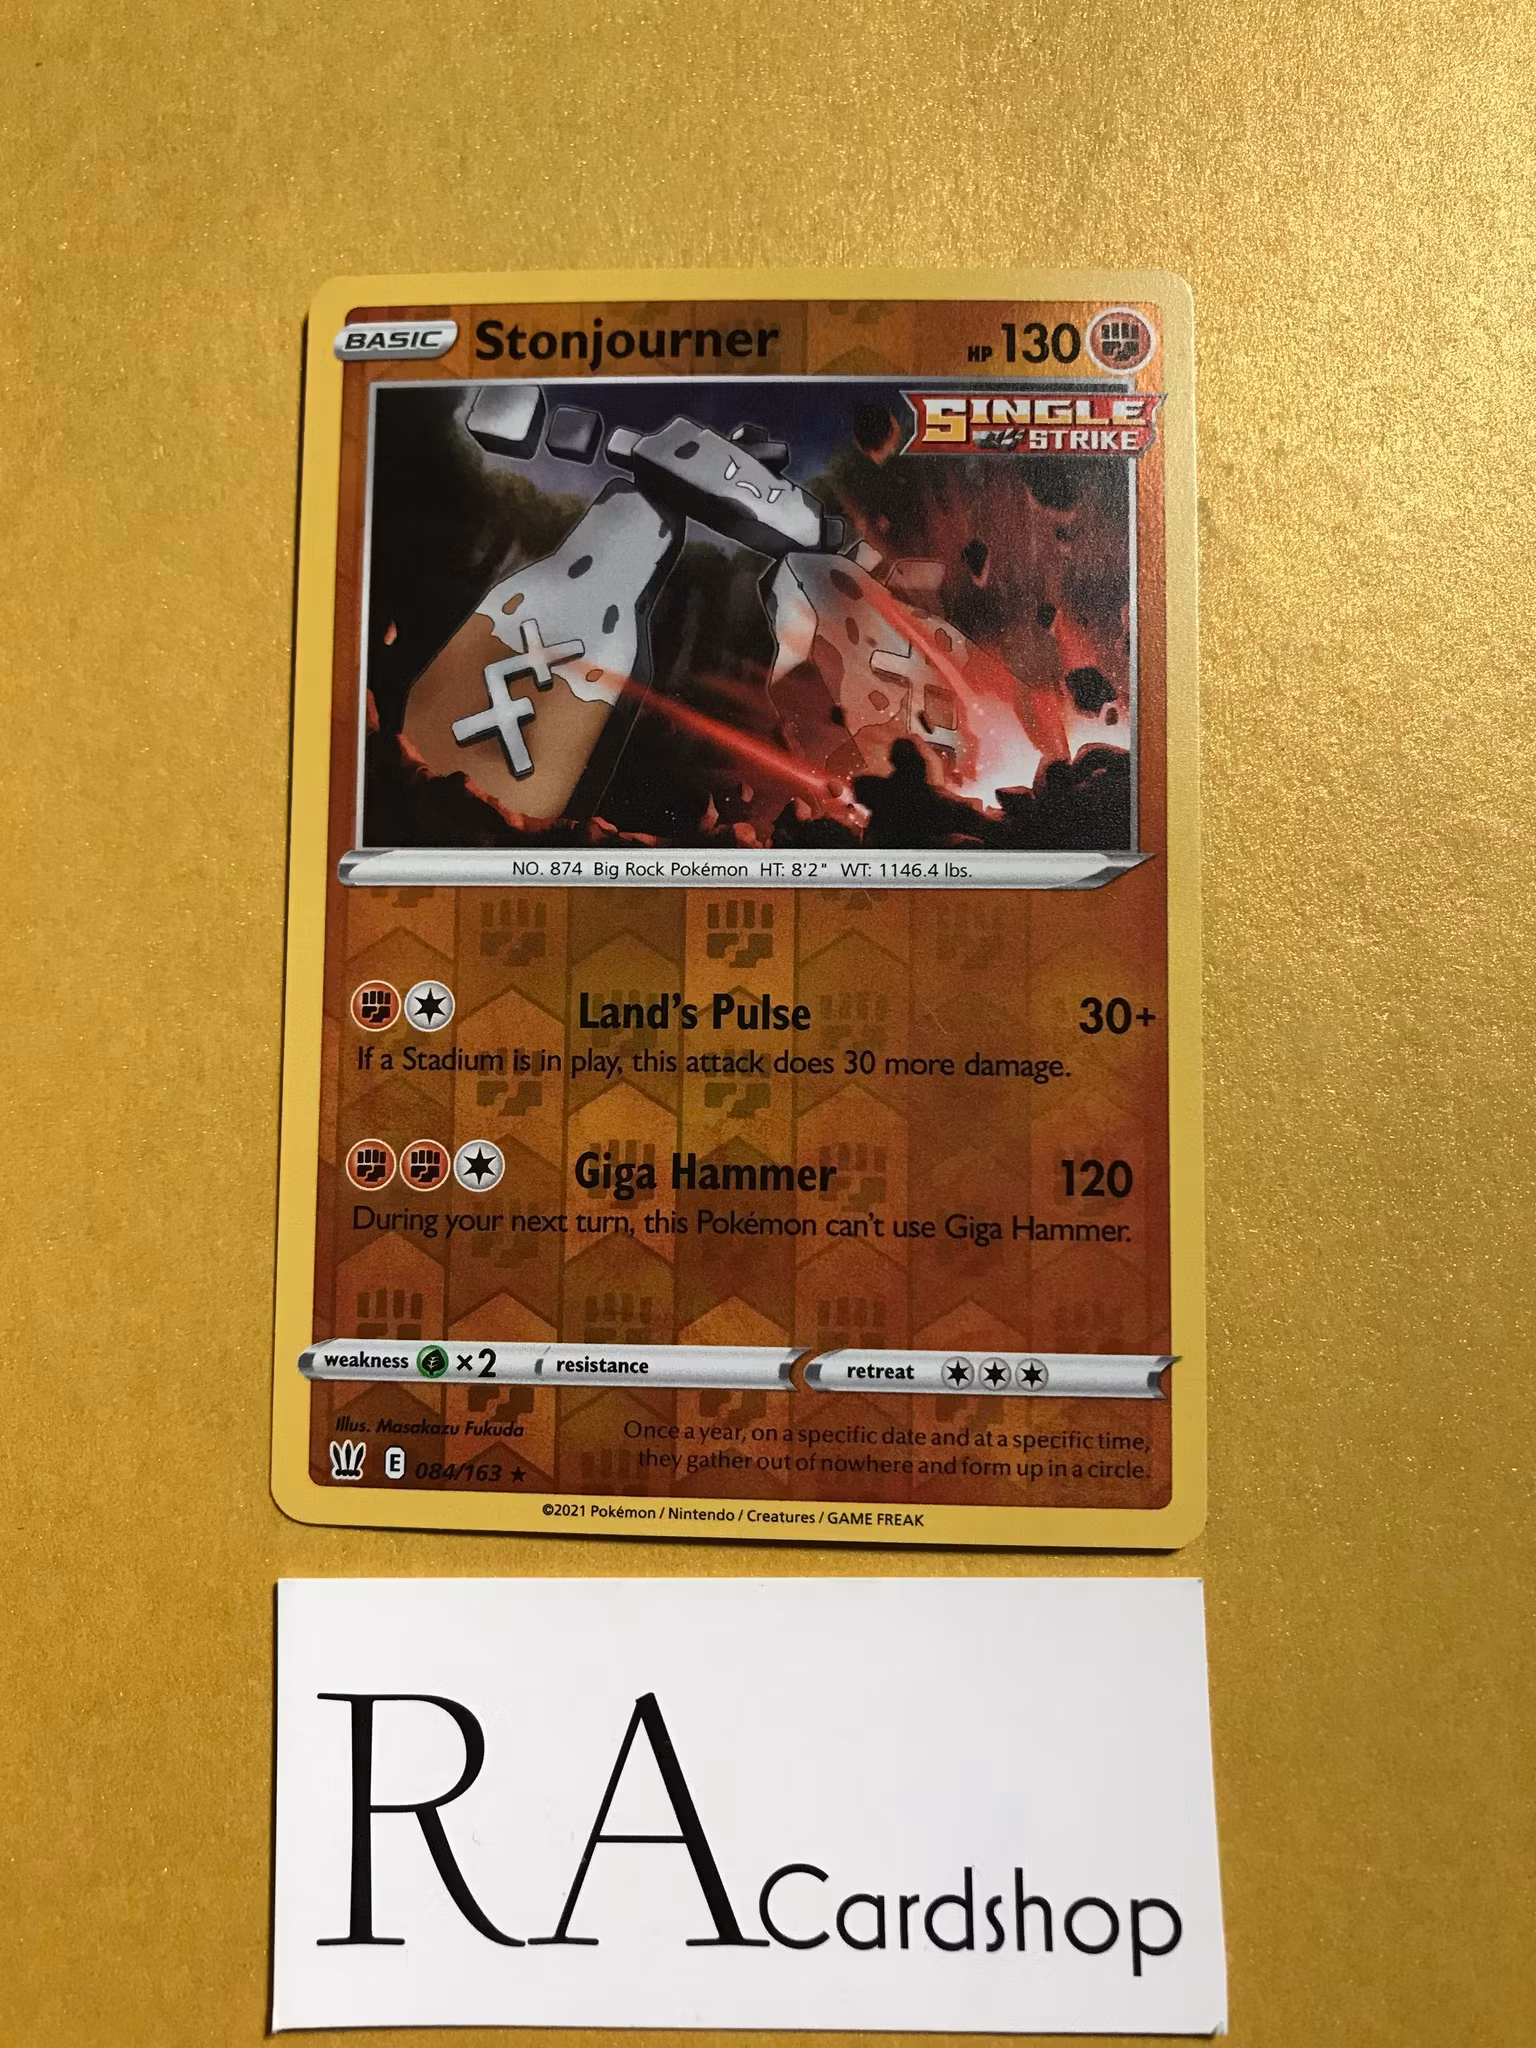 BASIC Stonjourner HP 130
SINGLE
STRIKE
NO. 874 Big Rock Pokémon HT: 8'2" WT: 1146.4 lbs.
Land's Pulse 30+
If a Stadium is in play, this attack does 30 more damage.
Giga Hammer 120
During your next turn, this Pokémon can't use Giga Hammer.
weakness ×2 resistance retreat
Illus. Masakazu Fukuda
Once a year, on a specific date and at a specific time,
they gather out of nowhere and form up in a circle.
E 084/163 ★
©2021 Pokémon / Nintendo / Creatures / GAME FREAK
RA Cardshop